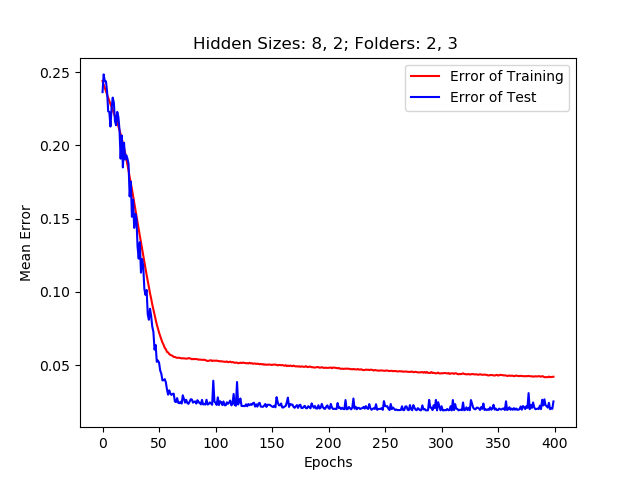 Hidden Sizes: 8, 2; Folders: 2, 3
Error of Training
Error of Test
Mean Error
0.25
0.20
0.15
0.10
0.05
0 50 100 150 200 250 300 350 400
Epochs